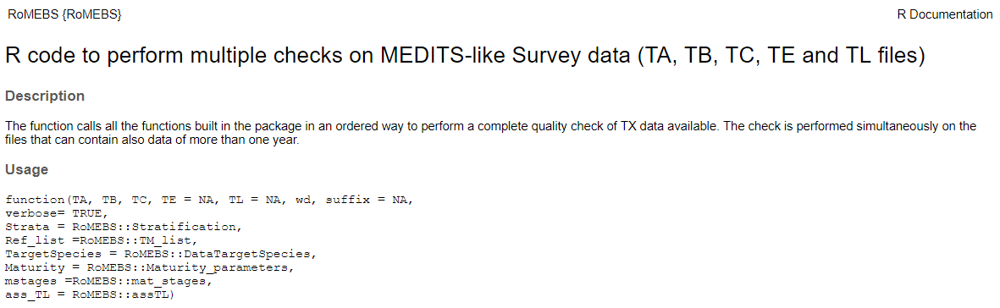 RoMEBS {RoMEBS}
R Documentation
R code to perform multiple checks on MEDITS-like Survey data (TA, TB, TC, TE and TL files)
Description
The function calls all the functions built in the package in an ordered way to perform a complete quality check of TX data available. The check is performed simultaneously on the
files that can contain also data of more than one year.
Usage
function(TA, TB, TC, TE = NA, TL = NA, wd, suffix = NA,
verbose= TRUE,
Strata = RoMEBS::Stratification,
Ref_list =RoMEBS::TM_list,
TargetSpecies = RoMEBS::DataTargetSpecies,
Maturity = RoMEBS::Maturity_parameters,
mstages =RoMEBS::mat_stages,
ass_TL = RoMEBS::assTL)